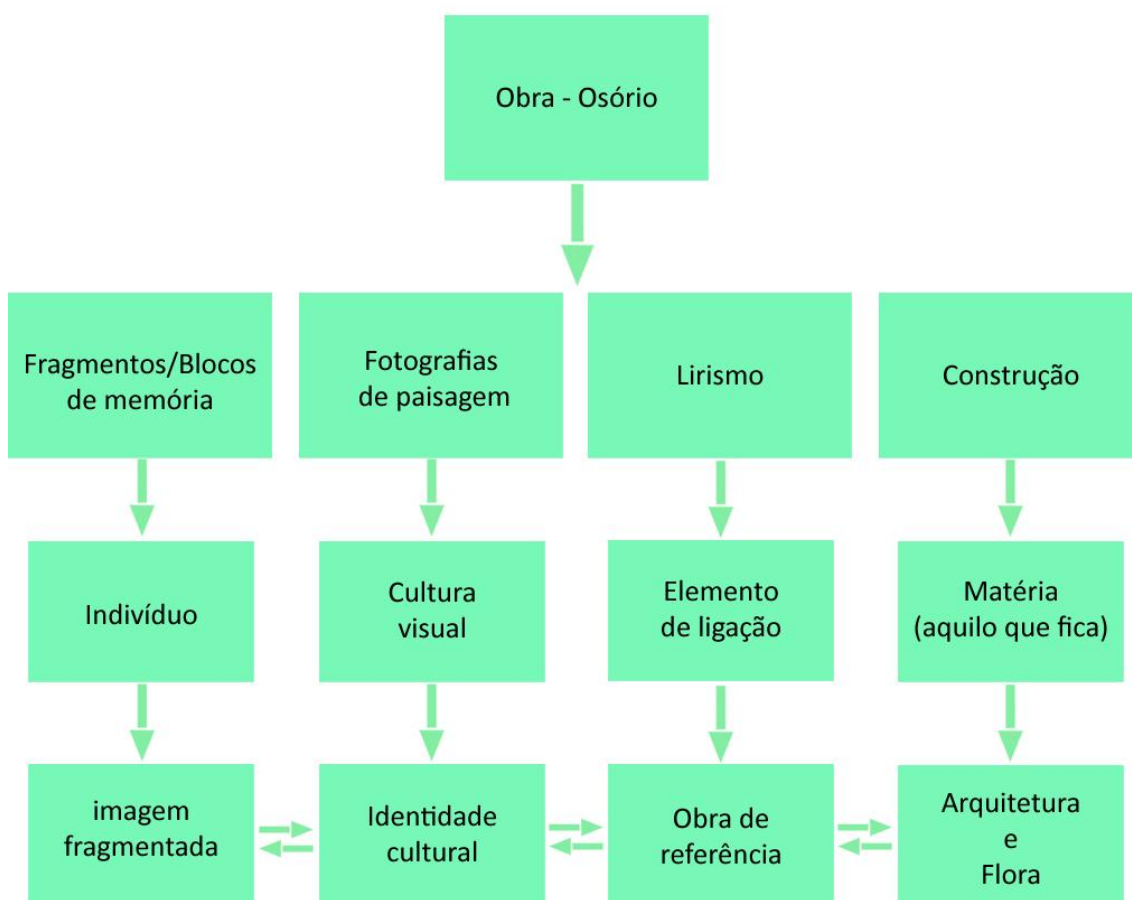 Obra - Osório
Fragmentos/Blocos
de memória
Fotografias
de paisagem
Lirismo
Construção
Indivíduo
Cultura
visual
Elemento
de ligação
Matéria
(aquilo que fica)
imagem
fragmentada
Identidade
cultural
Obra de
referência
Arquitetura
e
Flora